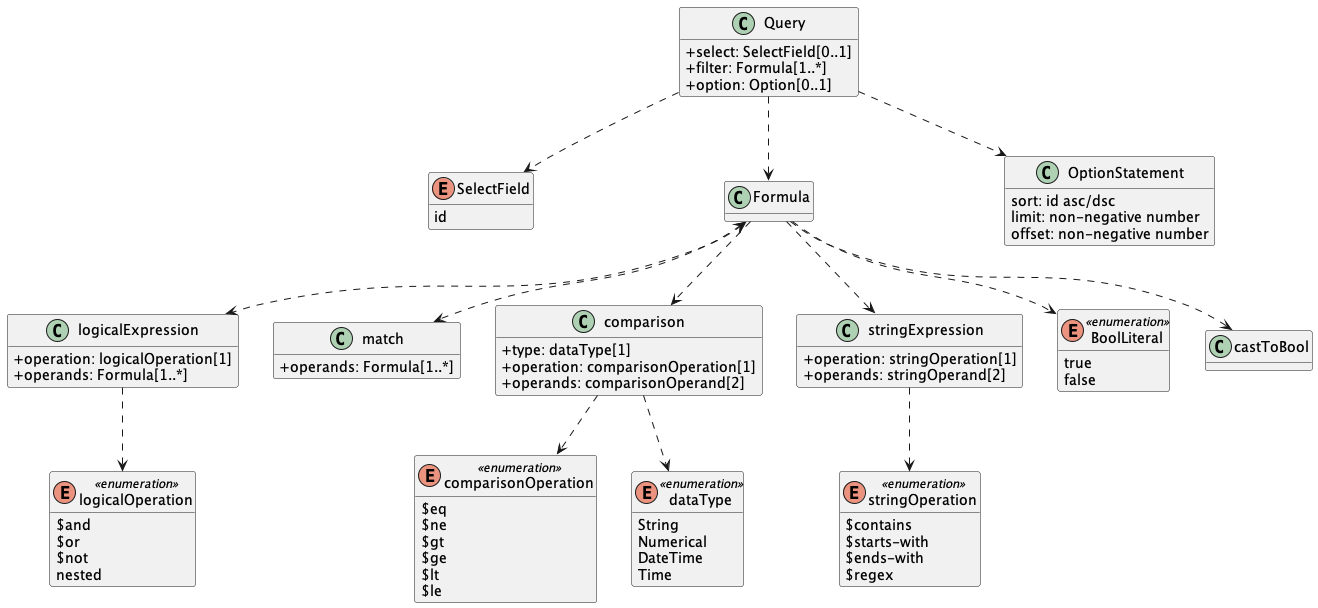 C Query
+select: SelectField[0..1]
+filter: Formula[1..*]
+option: Option[0..1]
E SelectField
id
C Formula
C OptionStatement
sort: id asc/dsc
limit: non-negative number
offset: non-negative number
C logicalExpression
+operation: logicalOperation[1]
+operands: Formula[1..*]
C match
+operands: Formula[1..*]
C comparison
+type: dataType[1]
+operation: comparisonOperation[1]
+operands: comparisonOperand[2]
C stringExpression
+operation: stringOperation[1]
+operands: stringOperand[2]
E «enumeration»
BoolLiteral
true
false
C castToBool
E «enumeration»
logicalOperation
$and
$or
$not
nested
E «enumeration»
comparisonOperation
$eq
$ne
$gt
$ge
$lt
$le
E «enumeration»
dataType
String
Numerical
DateTime
Time
E «enumeration»
stringOperation
$contains
$starts-with
$ends-with
$regex